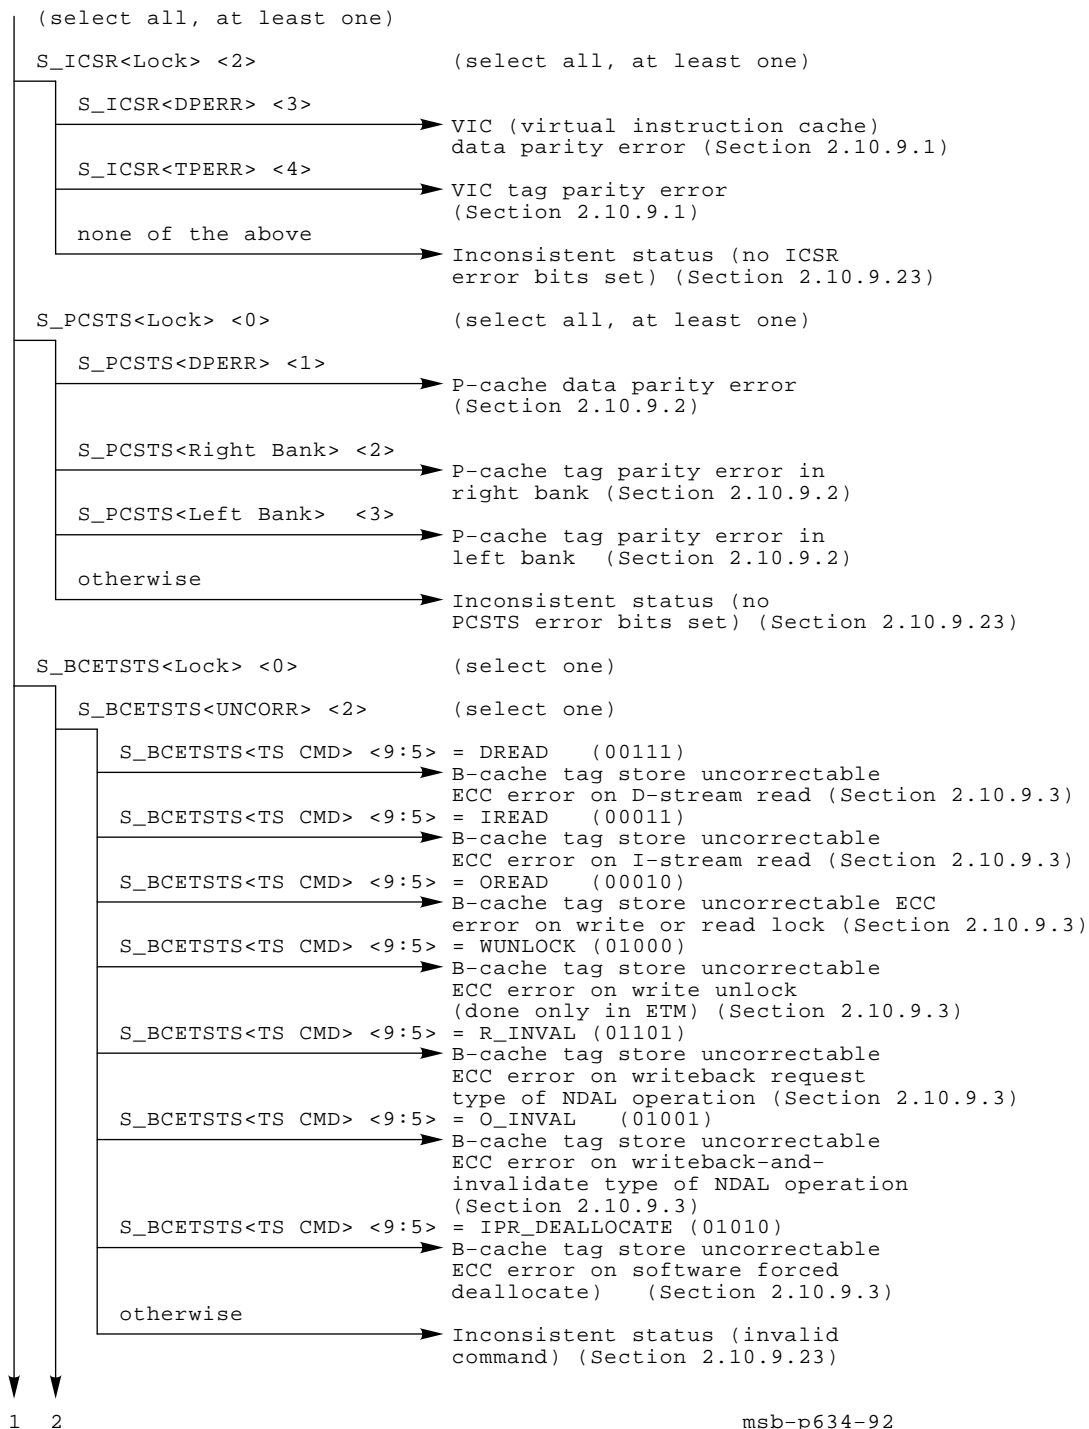 (select all, at least one)
S_ICSR<Lock> <2> (select all, at least one)
S_ICSR<DPERR> <3>
VIC (virtual instruction cache)
data parity error (Section 2.10.9.1)
S_ICSR<TPERR> <4>
VIC tag parity error
(Section 2.10.9.1)
none of the above
Inconsistent status (no ICSR
error bits set) (Section 2.10.9.23)
S_PCSTS<Lock> <0> (select all, at least one)
S_PCSTS<DPERR> <1>
P-cache data parity error
(Section 2.10.9.2)
S_PCSTS<Right Bank> <2>
P-cache tag parity error in
right bank (Section 2.10.9.2)
S_PCSTS<Left Bank> <3>
P-cache tag parity error in
left bank (Section 2.10.9.2)
otherwise
Inconsistent status (no
PCSTS error bits set) (Section 2.10.9.23)
S_BCETSTS<Lock> <0> (select one)
S_BCETSTS<UNCORR> <2> (select one)
S_BCETSTS<TS CMD> <9:5> = DREAD (00111)
B-cache tag store uncorrectable
ECC error on D-stream read (Section 2.10.9.3)
S_BCETSTS<TS CMD> <9:5> = IREAD (00011)
B-cache tag store uncorrectable
ECC error on I-stream read (Section 2.10.9.3)
S_BCETSTS<TS CMD> <9:5> = OREAD (00010)
B-cache tag store uncorrectable ECC
error on write or read lock (Section 2.10.9.3)
S_BCETSTS<TS CMD> <9:5> = WUNLOCK (01000)
B-cache tag store uncorrectable
ECC error on write unlock
(done only in ETM) (Section 2.10.9.3)
S_BCETSTS<TS CMD> <9:5> = R_INVAL (01101)
B-cache tag store uncorrectable
ECC error on writeback request
type of NDAL operation (Section 2.10.9.3)
S_BCETSTS<TS CMD> <9:5> = O_INVAL (01001)
B-cache tag store uncorrectable
ECC error on writeback-and-
invalidate type of NDAL operation
(Section 2.10.9.3)
S_BCETSTS<TS CMD> <9:5> = IPR_DEALLOCATE (01010)
B-cache tag store uncorrectable
ECC error on software forced
deallocate) (Section 2.10.9.3)
otherwise
Inconsistent status (invalid
command) (Section 2.10.9.23)
1 2 msb-p634-92